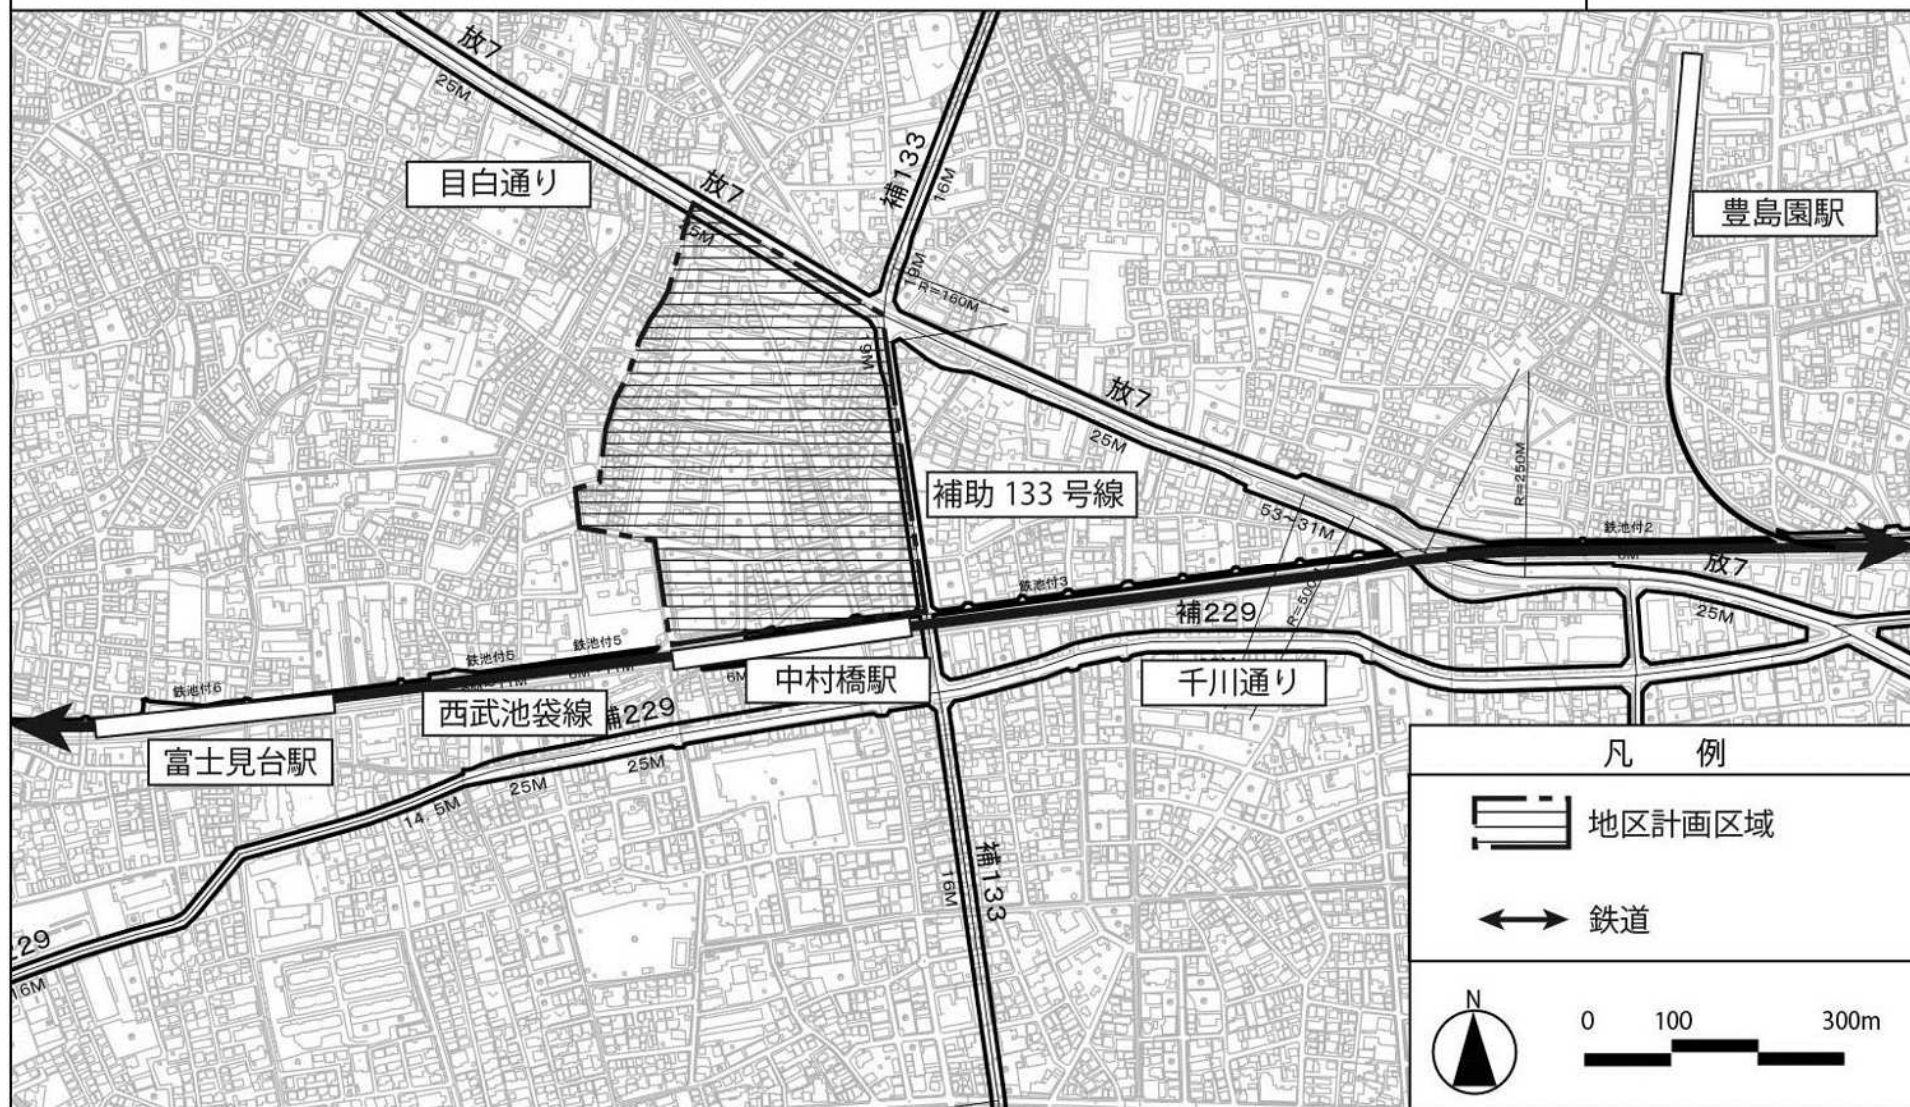 放7
25M
目白通り
放7
5M
補133
16M
19M
R=160M
豊島園駅
9M
放7
25M
補助 133 号線
53~31M
R=250M
鉄池付2
6M
放7
25M
鉄池付3
R=500
補229
千川通り
鉄池付5
鉄池付5
鉄池付6
6M
中村橋駅
西武池袋線
補229
富士見台駅
25M
25M
14.5M
補133
16M
229
16M
凡 例
地区計画区域
鉄道
N
0 100 300m